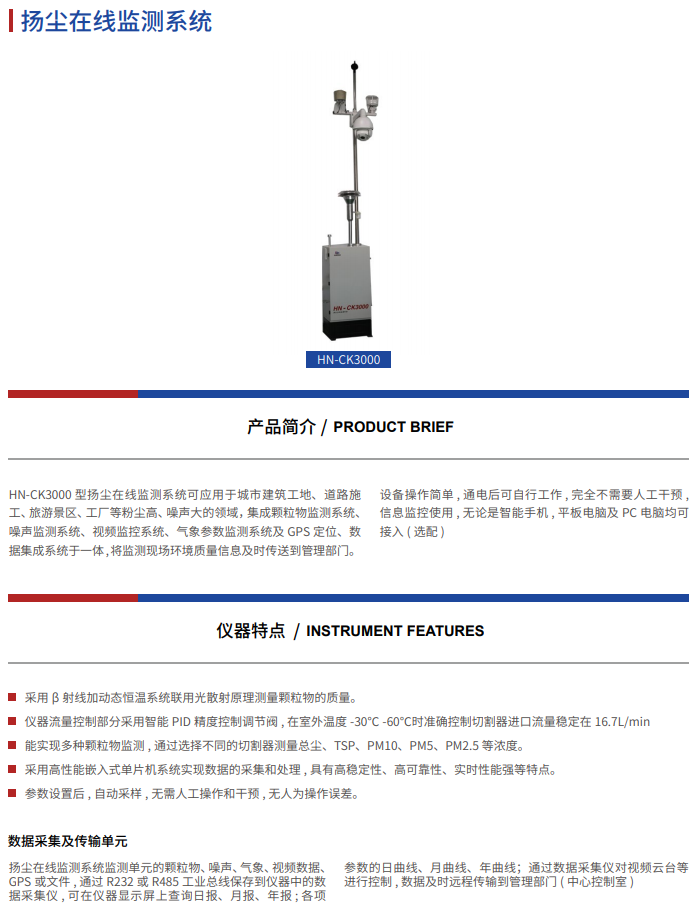 扬尘在线监测系统
HN-CK3000
HN-CK3000
产品简介 / PRODUCT BRIEF
HN-CK3000 型扬尘在线监测系统可应用于城市建筑工地、道路施
工、旅游景区、工厂等粉尘高、噪声大的领域，集成颗粒物监测系统、
噪声监测系统、视频监控系统、气象参数监测系统及 GPS 定位、数
据集成系统于一体,将监测现场环境质量信息及时传送到管理部门。
设备操作简单 , 通电后可自行工作 , 完全不需要人工干预 ,
信息监控使用 , 无论是智能手机 , 平板电脑及 PC 电脑均可
接入 ( 选配 )
仪器特点 / INSTRUMENT FEATURES
采用 β 射线加动态恒温系统联用光散射原理测量颗粒物的质量。
仪器流量控制部分采用智能 PID 精度控制调节阀 , 在室外温度 -30℃ -60℃时准确控制切割器进口流量稳定在 16.7L/min
能实现多种颗粒物监测 , 通过选择不同的切割器测量总尘、TSP、PM10、PM5、PM2.5 等浓度。
采用高性能嵌入式单片机系统实现数据的采集和处理 , 具有高稳定性、高可靠性、实时性能强等特点。
参数设置后 , 自动采样 , 无需人工操作和干预 , 无人为操作误差。
数据采集及传输单元
扬尘在线监测系统监测单元的颗粒物、噪声、气象、视频数据、
GPS 或文件 , 通过 R232 或 R485 工业总线保存到仪器中的数
据采集仪 , 可在仪器显示屏上查询日报、月报、年报 ; 各项
参数的日曲线、月曲线、年曲线；通过数据采集仪对视频云台等
进行控制 , 数据及时远程传输到管理部门 ( 中心控制室 )